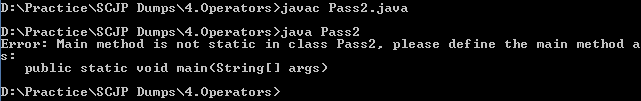 D:\Practice\SCJP Dumps\4.Operators>javac Pass2.java
D:\Practice\SCJP Dumps\4.Operators>java Pass2
Error: Main method is not static in class Pass2, please define the main method a
s:
   public static void main(String[] args)
D:\Practice\SCJP Dumps\4.Operators>